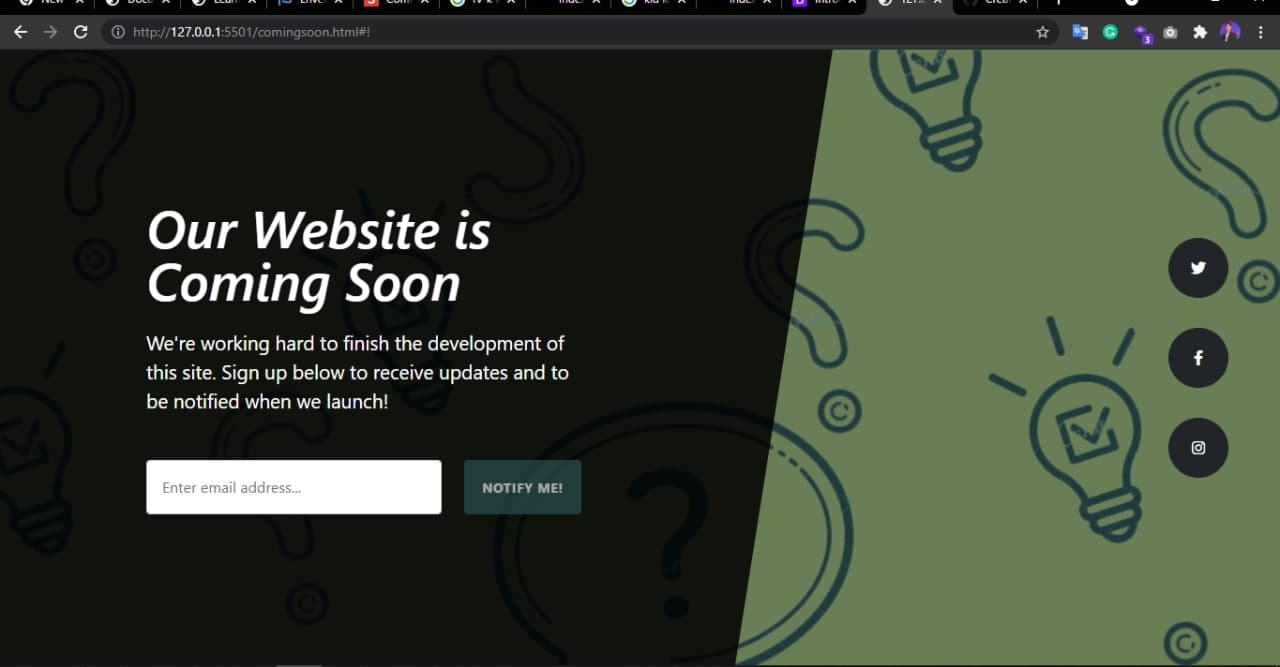 http://127.0.0.1:5501/comingsoon.html#!
3
Our Website is
Coming Soon
We're working hard to finish the development of
this site. Sign up below to receive updates and to
be notified when we launch!
Enter email address...
NOTIFY ME!